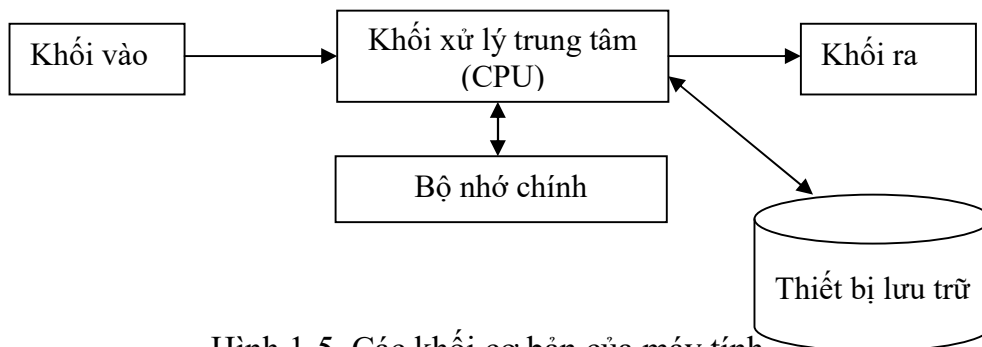 Khối vào
Khối xử lý trung tâm
(CPU)
Khối ra
Bộ nhớ chính
Thiết bị lưu trữ
Hình 1.5. Các khối cơ bản của máy tính